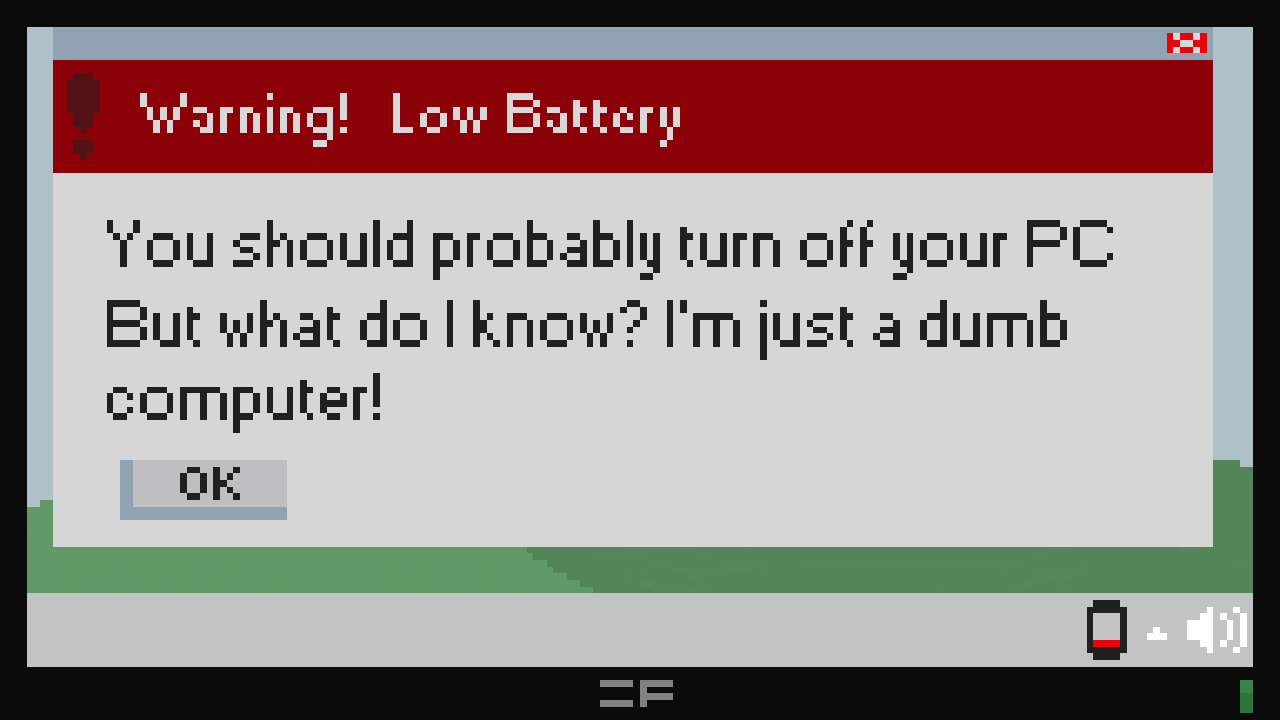 Warning! Low Battery
You should probably turn off your PC
But what do I know? I'm just a dumb
computer!
OK